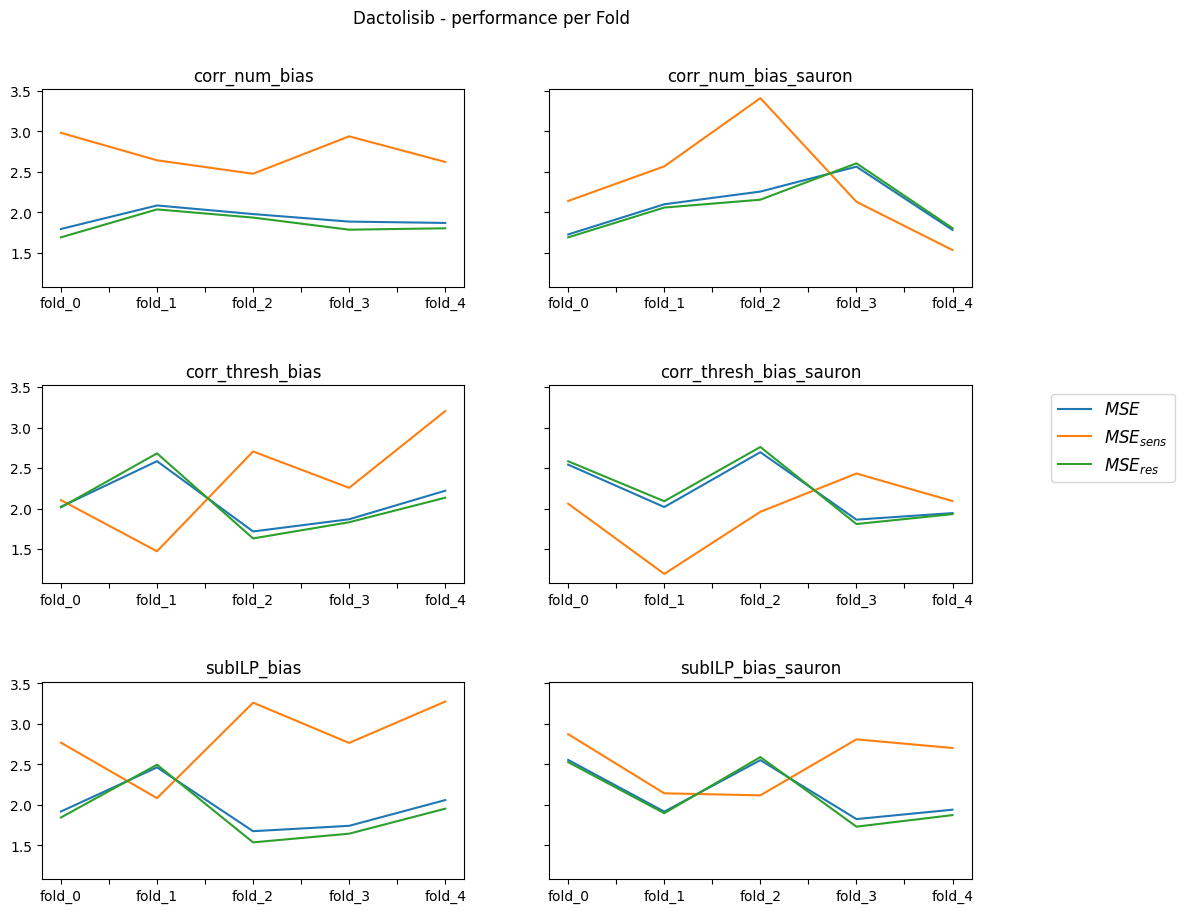 Dactolisib - performance per Fold
corr_num_bias
3.5
3.0
2.5
2.0
1.5
fold_0 fold_1 fold_2 fold_3 fold_4
corr_num_bias_sauron
fold_0 fold_1 fold_2 fold_3 fold_4
corr_thresh_bias
3.5
3.0
2.5
2.0
1.5
fold_0 fold_1 fold_2 fold_3 fold_4
corr_thresh_bias_sauron
fold_0 fold_1 fold_2 fold_3 fold_4
MSE
MSE_sens
MSE_res
subILP_bias
3.5
3.0
2.5
2.0
1.5
fold_0 fold_1 fold_2 fold_3 fold_4
subILP_bias_sauron
fold_0 fold_1 fold_2 fold_3 fold_4